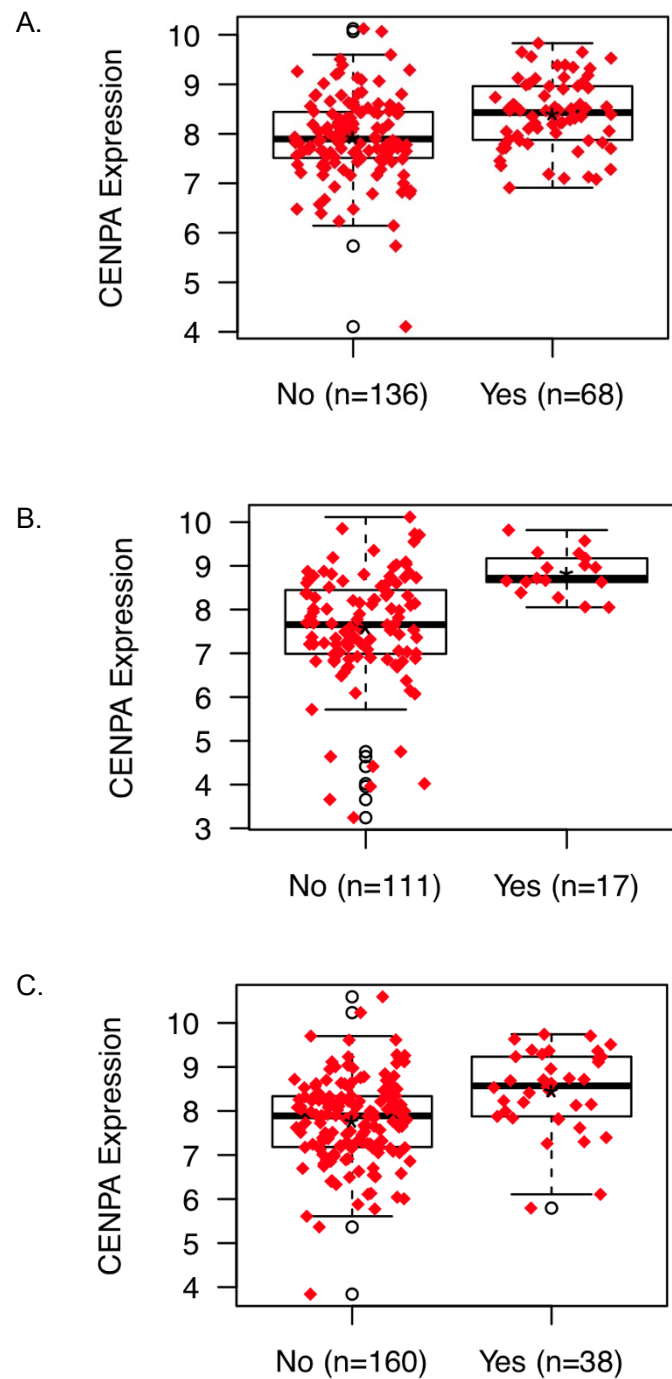 A.
CENPA Expression
10
9
8
7
6
5
4
No (n=136) Yes (n=68)
B.
CENPA Expression
10
9
8
7
6
5
4
3
No (n=111) Yes (n=17)
C.
CENPA Expression
10
9
8
7
6
5
4
No (n=160) Yes (n=38)